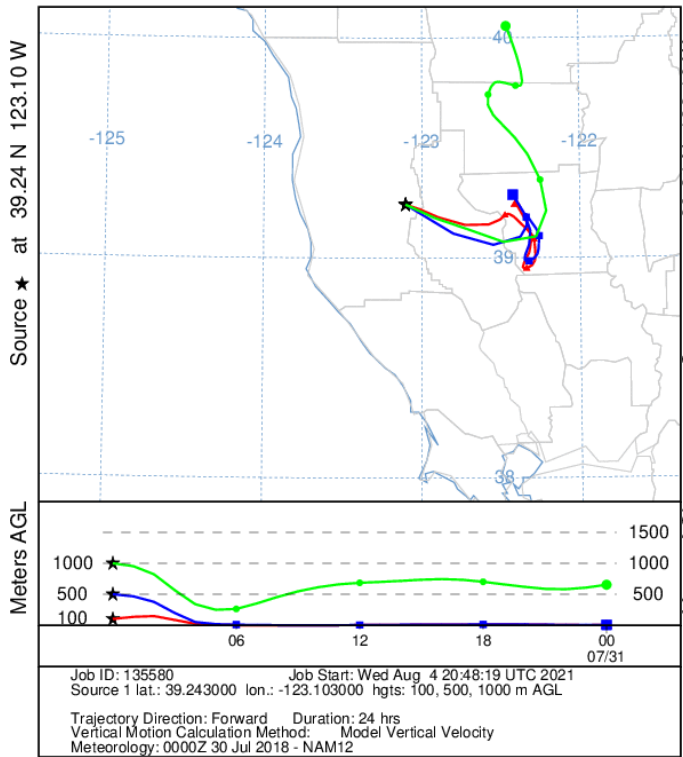 Source ★ at 39.24 N 123.10 W
40
-125
-124
-123
-122
39
38
Meters AGL
1500
1000
1000
500
500
100
06
12
18
00
07/31
Job ID: 135580 Job Start: Wed Aug 4 20:48:19 UTC 2021
Source 1 lat.: 39.243000 lon.: -123.103000 hgts: 100, 500, 1000 m AGL
Trajectory Direction: Forward Duration: 24 hrs
Vertical Motion Calculation Method: Model Vertical Velocity
Meteorology: 0000Z 30 Jul 2018 - NAM12